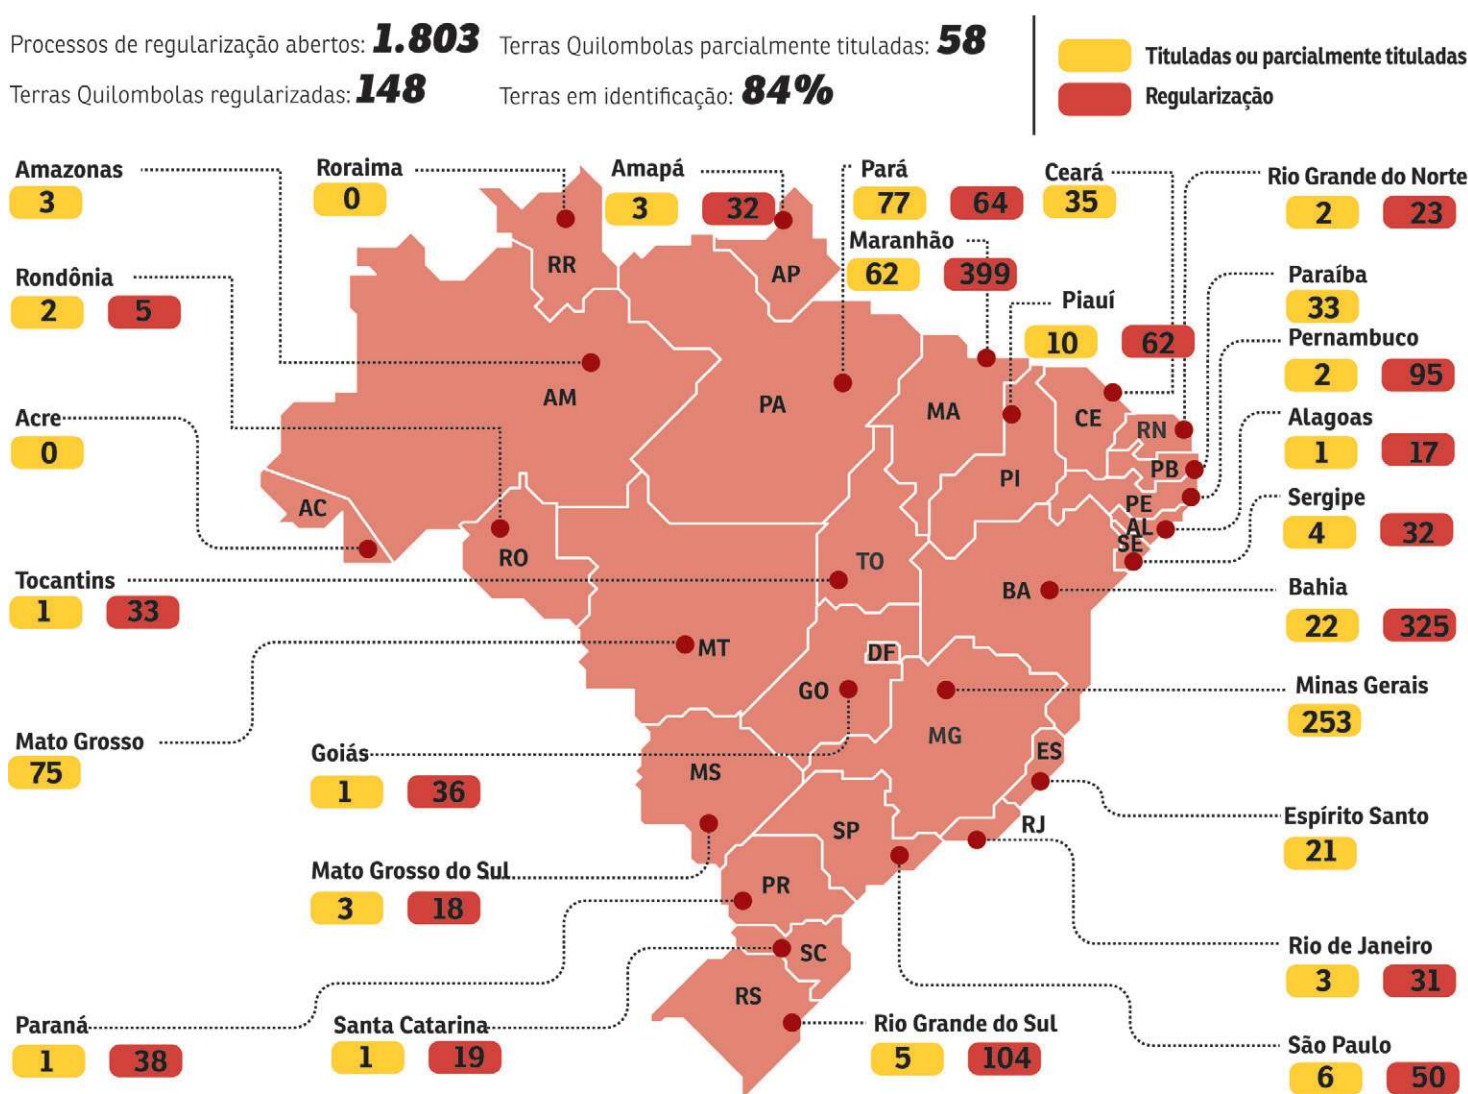 Processos de regularização abertos: 1.803
Terras Quilombolas regularizadas: 148
Terras Quilombolas parcialmente tituladas: 58
Terras em identificação: 84%
Tituladas ou parcialmente tituladas
Regularização
Amazonas
3
Roraima
0
Amapá
3 32
Pará
77 64
Ceará
35
Rio Grande do Norte
2 23
Maranhão
62 399
Rondônia
2 5
Piauí
10 62
Paraíba
33
Pernambuco
2 95
Acre
0
Alagoas
1 17
Sergipe
4 32
Tocantins
1 33
Bahia
22 325
Minas Gerais
253
Mato Grosso
75
Goiás
1 36
Espírito Santo
21
Mato Grosso do Sul
3 18
Rio de Janeiro
3 31
Paraná
1 38
Santa Catarina
1 19
Rio Grande do Sul
5 104
São Paulo
6 50
RR
AP
AM
PA
MA
CE
RN
PB
PI
PE
AL
SE
AC
RO
TO
BA
MT
DF
GO
MG
ES
MS
SP
RJ
PR
SC
RS